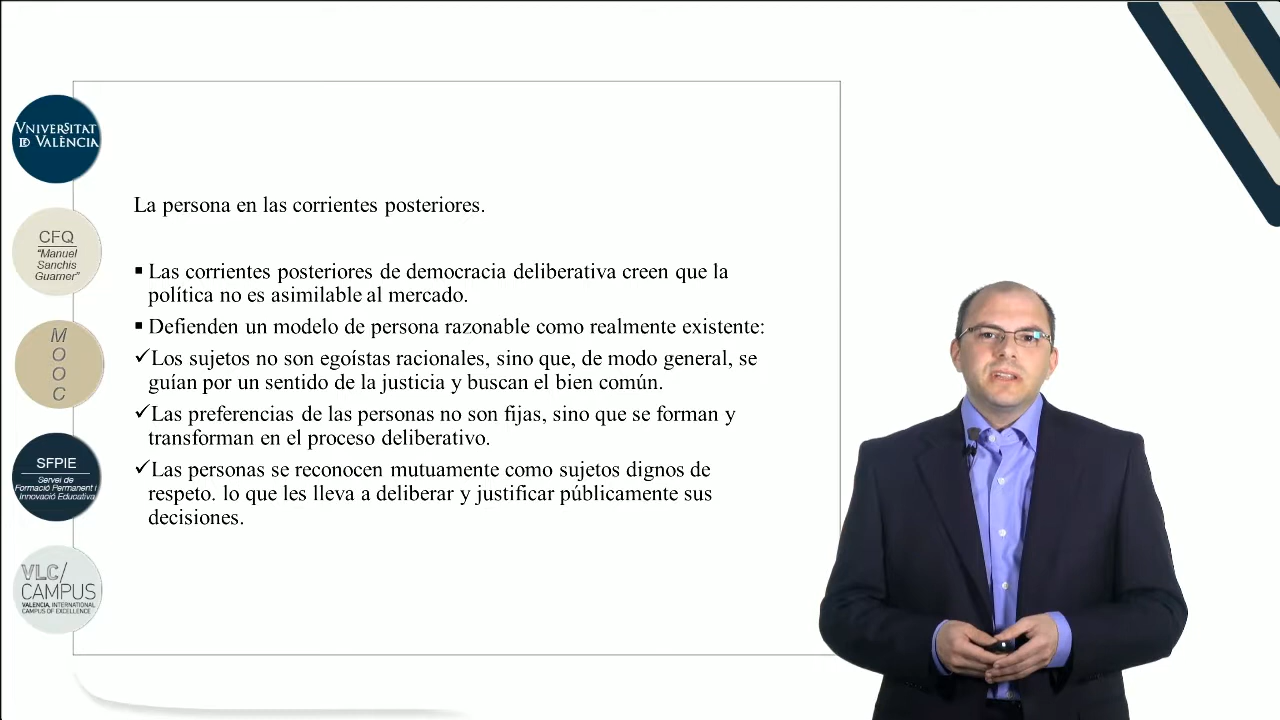 VNIVERSITAT
ID VALÈNCIA
CFQ
"Manuel
Sanchis
Guarner"
M
O
O
C
SFPIE
Servei de
Formació Permanent i
Innovació Educativa
VLC/
CAMPUS
VALENCIA, INTERNATIONAL
CAMPUS OF EXCELLENCE
La persona en las corrientes posteriores.
▪ Las corrientes posteriores de democracia deliberativa creen que la
política no es asimilable al mercado.
▪ Defienden un modelo de persona razonable como realmente existente:
✓Los sujetos no son egoístas racionales, sino que, de modo general, se
guían por un sentido de la justicia y buscan el bien común.
✓Las preferencias de las personas no son fijas, sino que se forman y
transforman en el proceso deliberativo.
✓Las personas se reconocen mutuamente como sujetos dignos de
respeto. lo que les lleva a deliberar y justificar públicamente sus
decisiones.